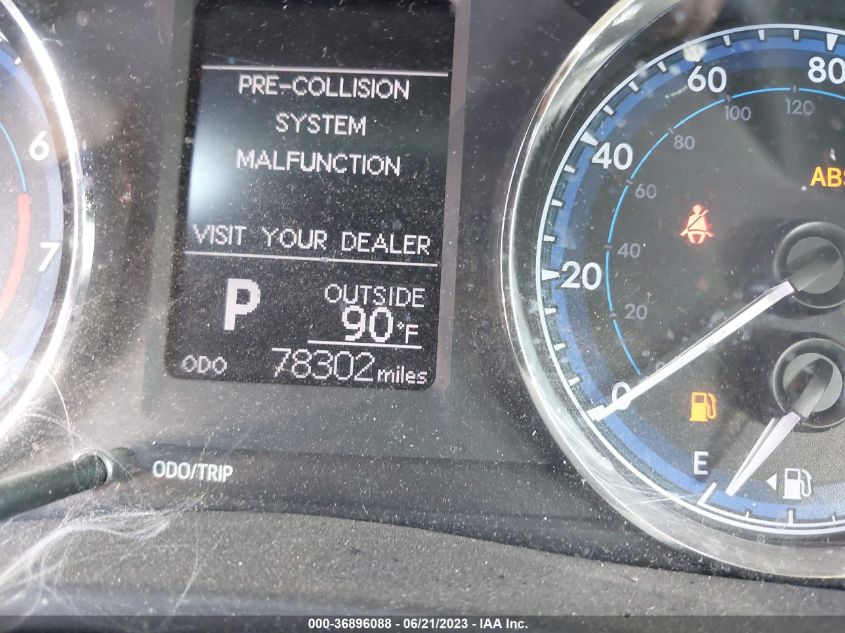 PRE-COLLISION
SYSTEM
MALFUNCTION
VISIT YOUR DEALER
P
OUTSIDE
90°F
ODO 78302 miles
ODO/TRIP
6
7
0
20
40
60
80
20
40
60
80
100
120
ABS
E
000-36896088 - 06/21/2023 - IAA Inc.